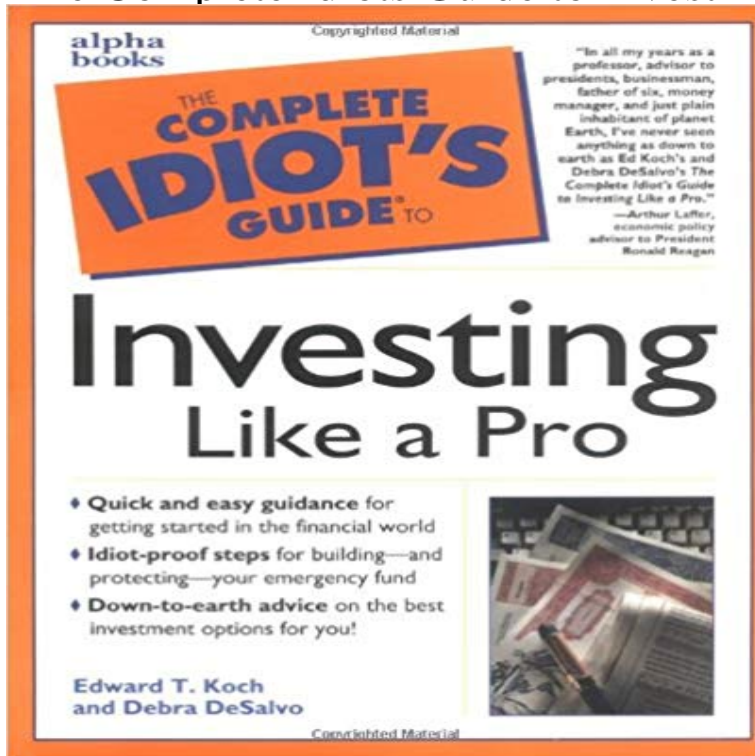 Copyrighted Material
alpha
books
THE
COMPLETE
IDIOT'S
GUIDE® TO
"In all my years as a
professor, advisor to
presidents, businessman,
father of six, money
manager, and just plain
inhabitant of planet
Earth, I've never seen
anything as down to
earth as Ed Koch's and
Debra DeSalvo's The
Complete Idiot's Guide
to Investing Like a Pro."
—Arthur Laffer,
economic policy
advisor to President
Ronald Reagan
Investing
Like a Pro
♦ Quick and easy guidance for
getting started in the financial world
♦ Idiot-proof steps for building—and
protecting—your emergency fund
♦ Down-to-earth advice on the best
investment options for you!
Edward T. Koch
and Debra DeSalvo
Copyrighted Material